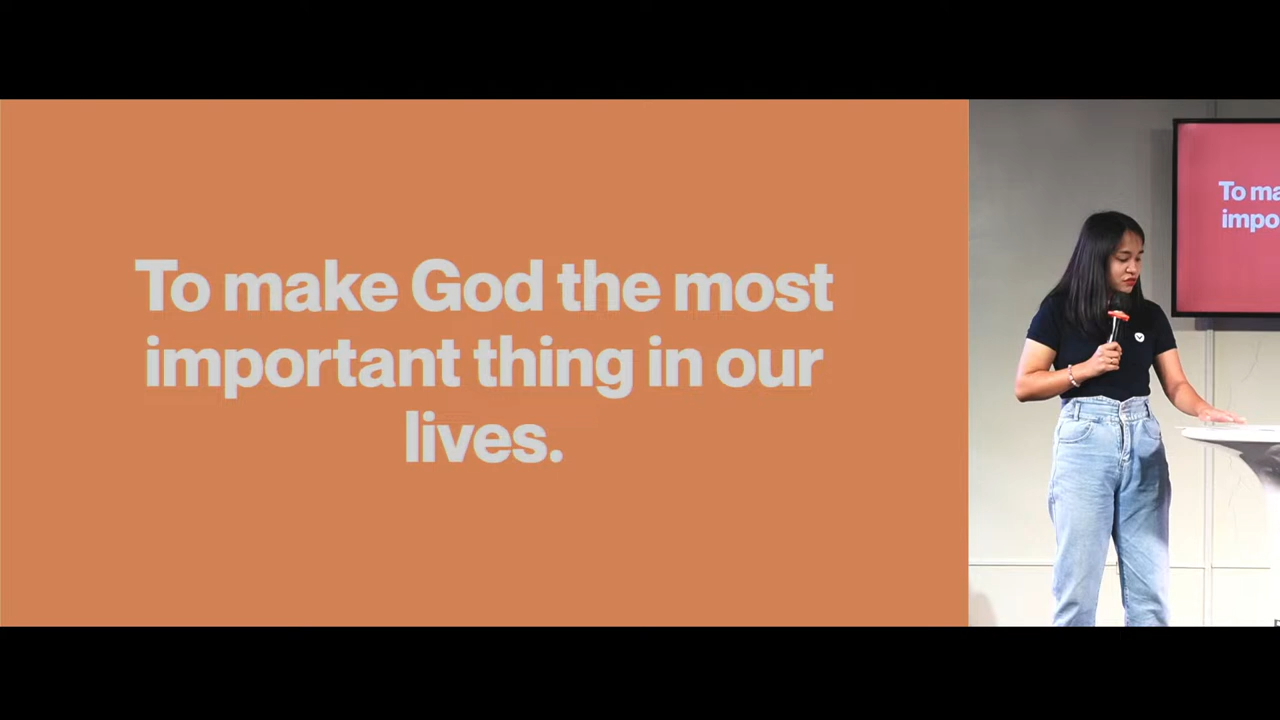 To make God the most
important thing in our
lives.
To ma
impo